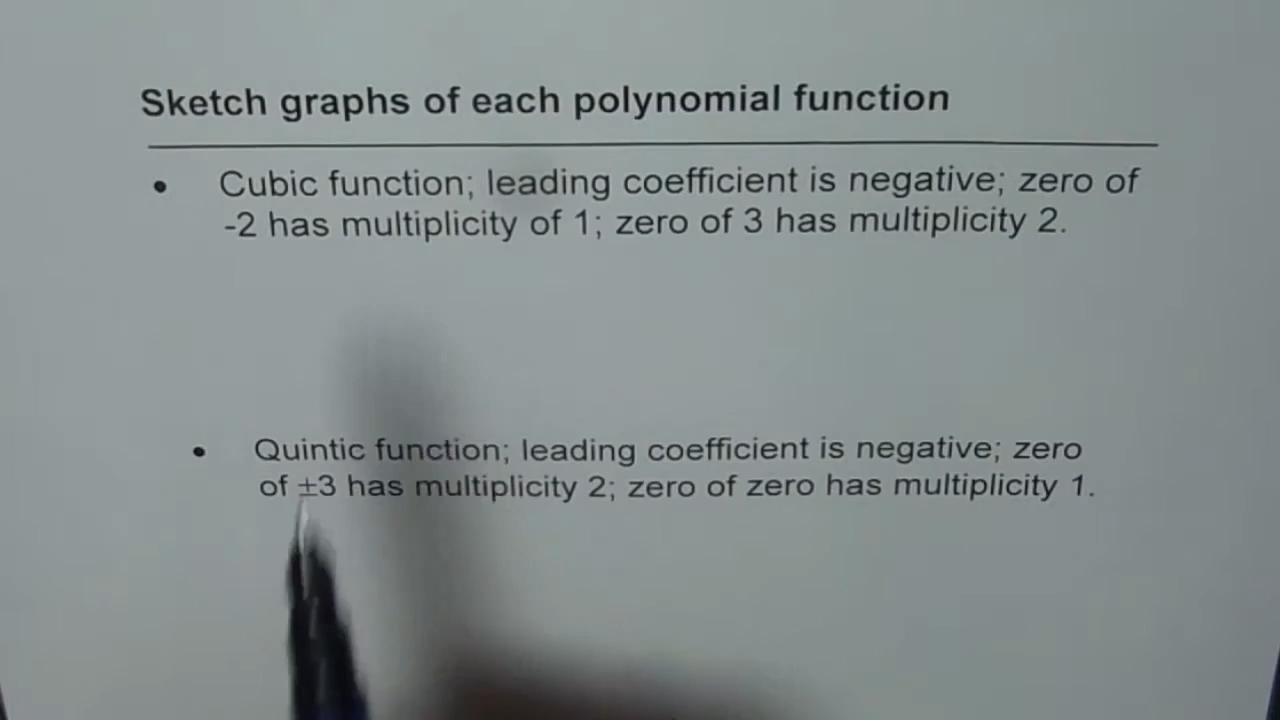 Sketch graphs of each polynomial function
• Cubic function; leading coefficient is negative; zero of
-2 has multiplicity of 1; zero of 3 has multiplicity 2.
• Quintic function; leading coefficient is negative; zero
of ±3 has multiplicity 2; zero of zero has multiplicity 1.